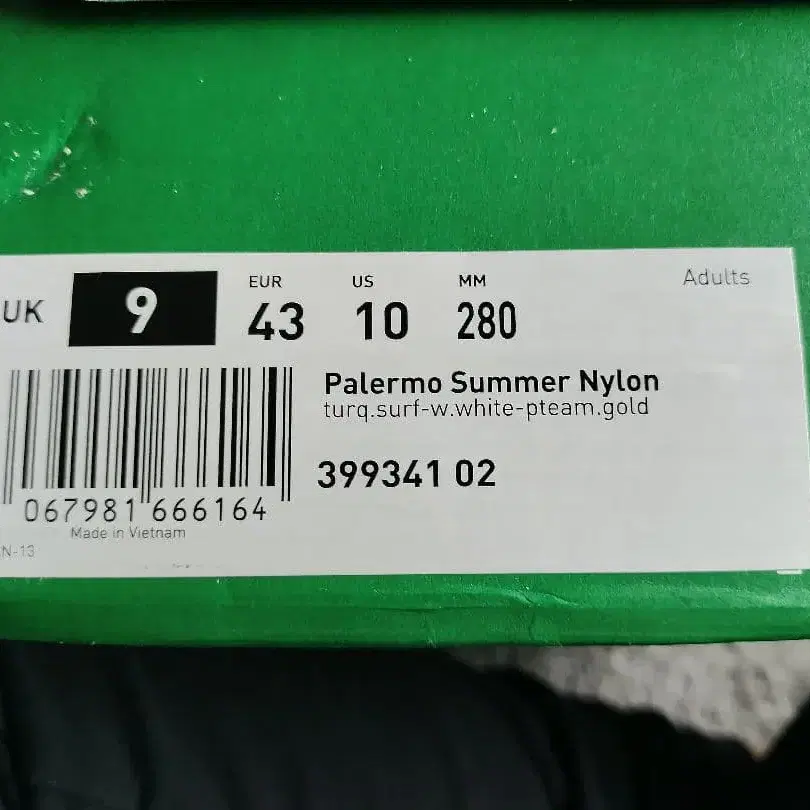 Adults
EUR US MM
UK 9 43 10 280
Palermo Summer Nylon
turq.surf-w.white-pteam.gold
399341 02
067981 666164
Made in Vietnam
N-13